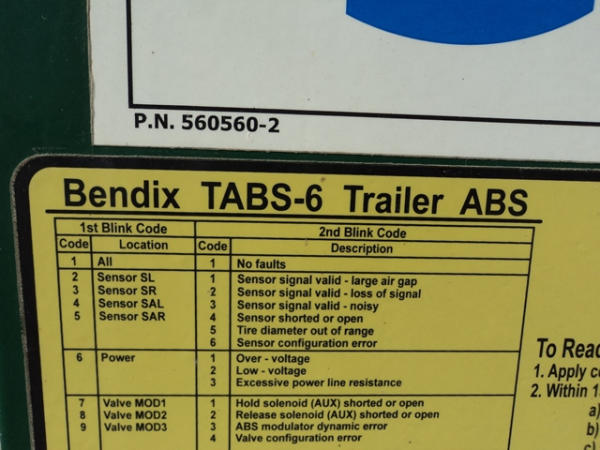 P.N. 560560-2
Bendix TABS-6 Trailer ABS
1st Blink Code 2nd Blink Code
Code Location Code Description
1 All 1 No faults
2 Sensor SL 1 Sensor signal valid - large air gap
3 Sensor SR 2 Sensor signal valid - loss of signal
4 Sensor SAL 3 Sensor signal valid - noisy
5 Sensor SAR 4 Sensor shorted or open
5 Tire diameter out of range
6 Sensor configuration error
6 Power 1 Over - voltage
2 Low - voltage
3 Excessive power line resistance
7 Valve MOD1 1 Hold solenoid (AUX) shorted or open
8 Valve MOD2 2 Release solenoid (AUX) shorted or open
9 Valve MOD3 3 ABS modulator dynamic error
4 Valve configuration error
To Read
1. Apply
2. Within
a)
b)
c)